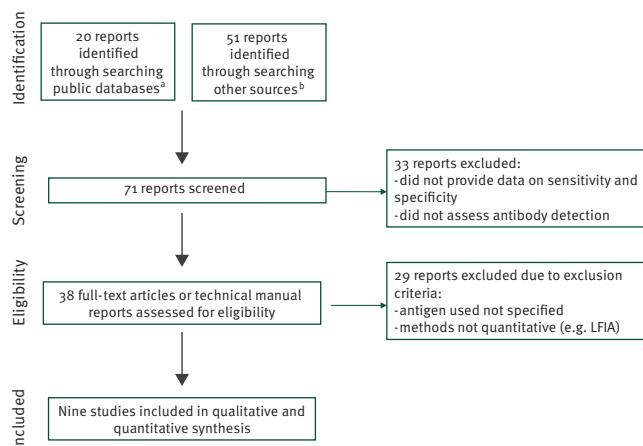 Identification
20 reports
identified
through searching
public databases a
51 reports
identified
through searching
other sources b
Screening
71 reports screened
33 reports excluded:
-did not provide data on sensitivity and
specificity
-did not assess antibody detection
Eligibility
38 full-text articles or technical manual
reports assessed for eligibility
29 reports excluded due to exclusion
criteria:
-antigen used not specified
-methods not quantitative (e.g. LFIA)
ncluded
Nine studies included in qualitative and
quantitative synthesis